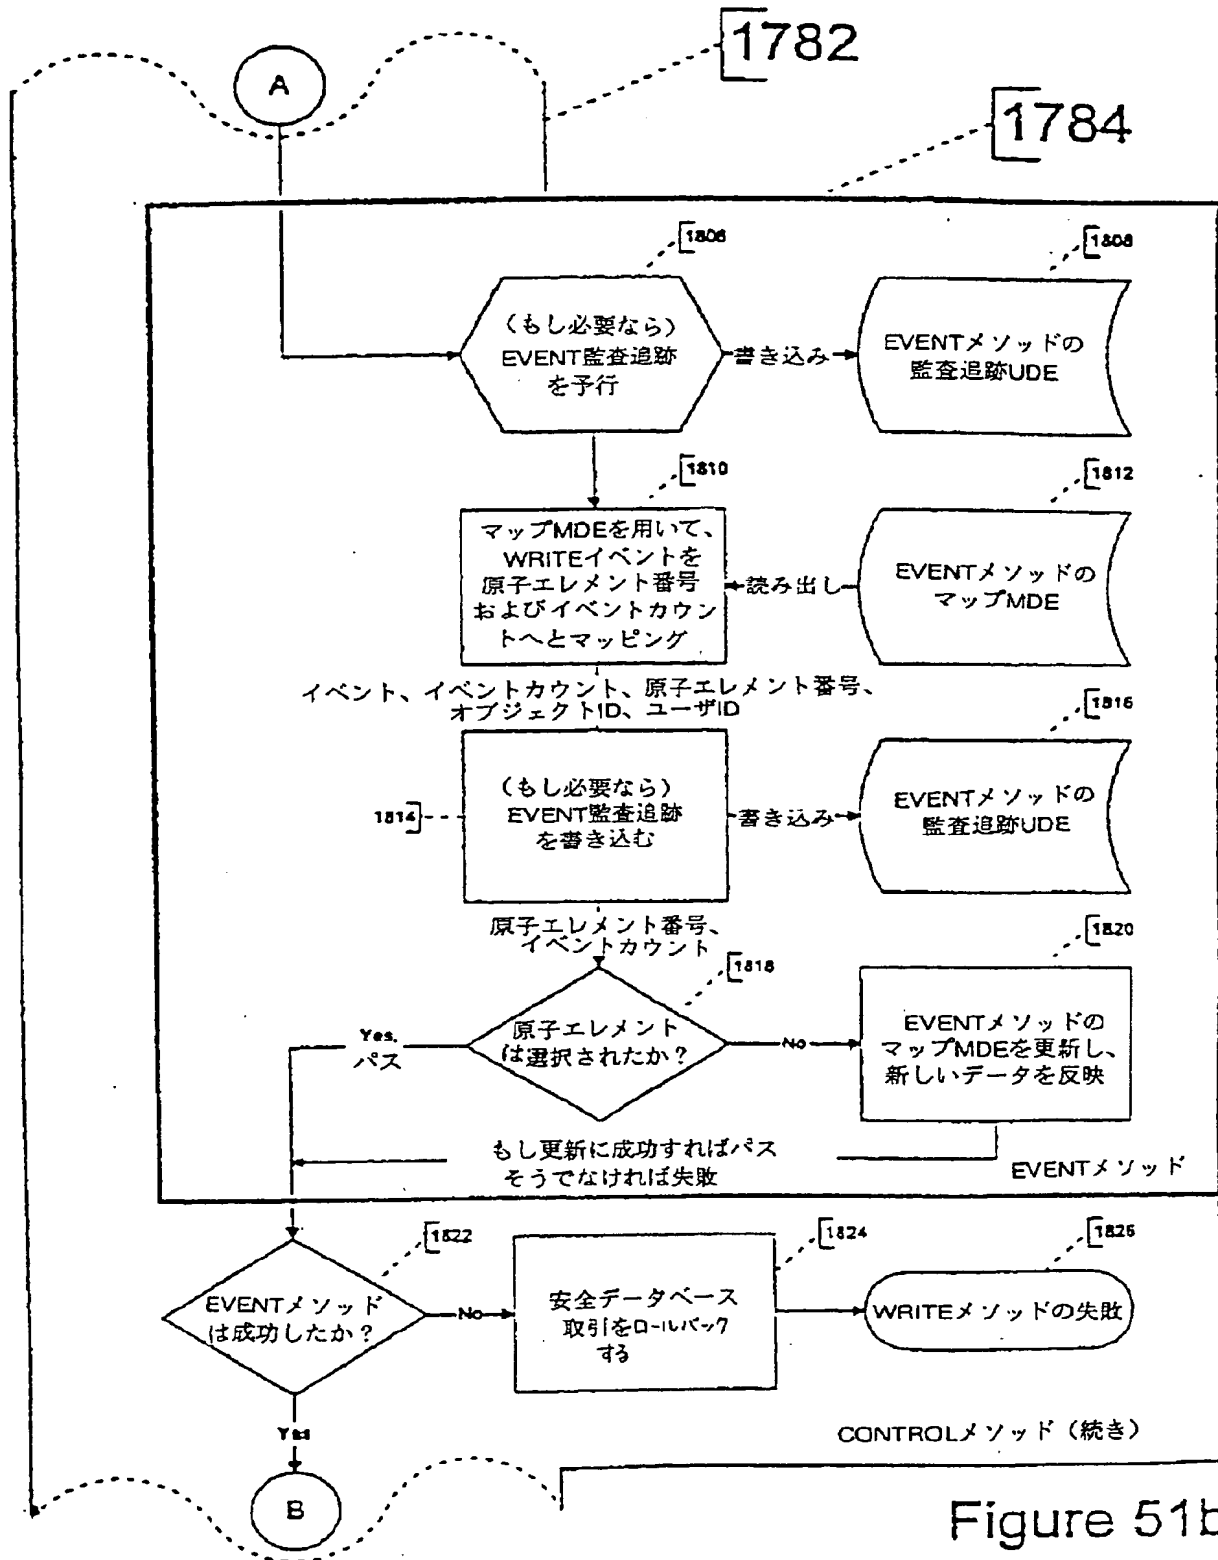 1782
A
1784
1806
1808
（もし必要なら）
EVENT監査追跡
を予行
書き込み
EVENTメソッドの
監査追跡UDE
1810
1812
マップMDEを用いて、
WRITEイベントを
原子エレメント番号
およびイベントカウン
トへとマッピング
読み出し
EVENTメソッドの
マップMDE
イベント、イベントカウント、原子エレメント番号、
オブジェクトID、ユーザID
1816
1814
（もし必要なら）
EVENT監査追跡
を書き込む
書き込み
EVENTメソッドの
監査追跡UDE
原子エレメント番号、
イベントカウント
1818
1820
Yes,
パス
原子エレメント
は選択されたか？
No
EVENTメソッドの
マップMDEを更新し、
新しいデータを反映
もし更新に成功すればパス
そうでなければ失敗
EVENTメソッド
1822
1824
1826
EVENTメソッド
は成功したか？
No
安全データベース
取引をロールバック
する
WRITEメソッドの失敗
Yes
CONTROLメソッド（続き）
B
Figure 51b